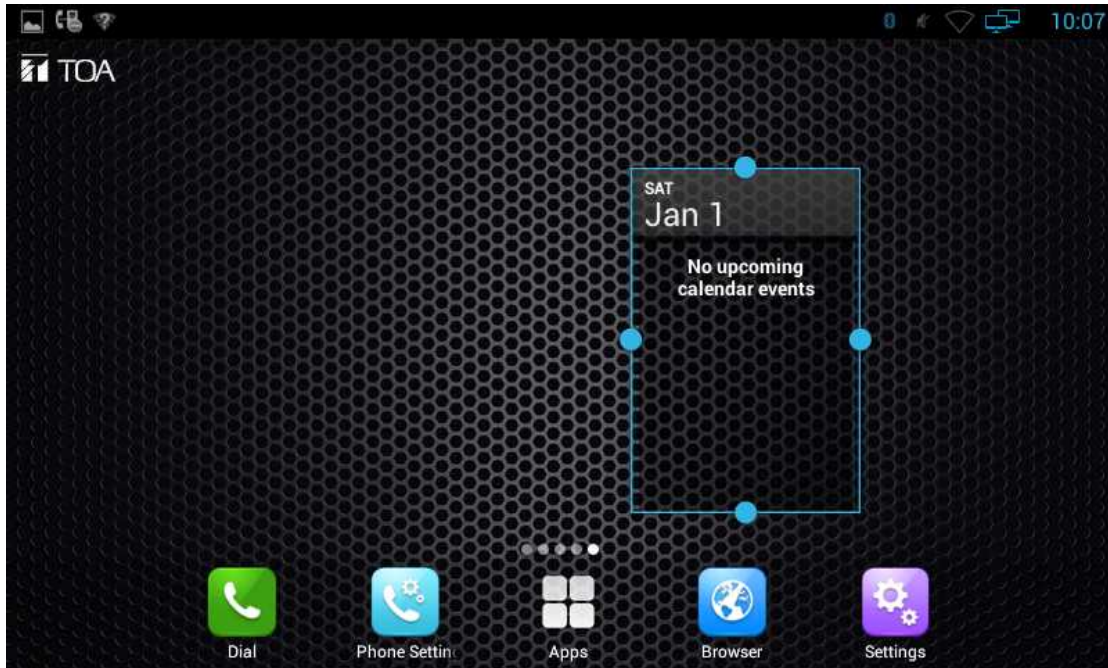 10:07
TOA
SAT
Jan 1
No upcoming
calendar events
Dial
Phone Settin
Apps
Browser
Settings